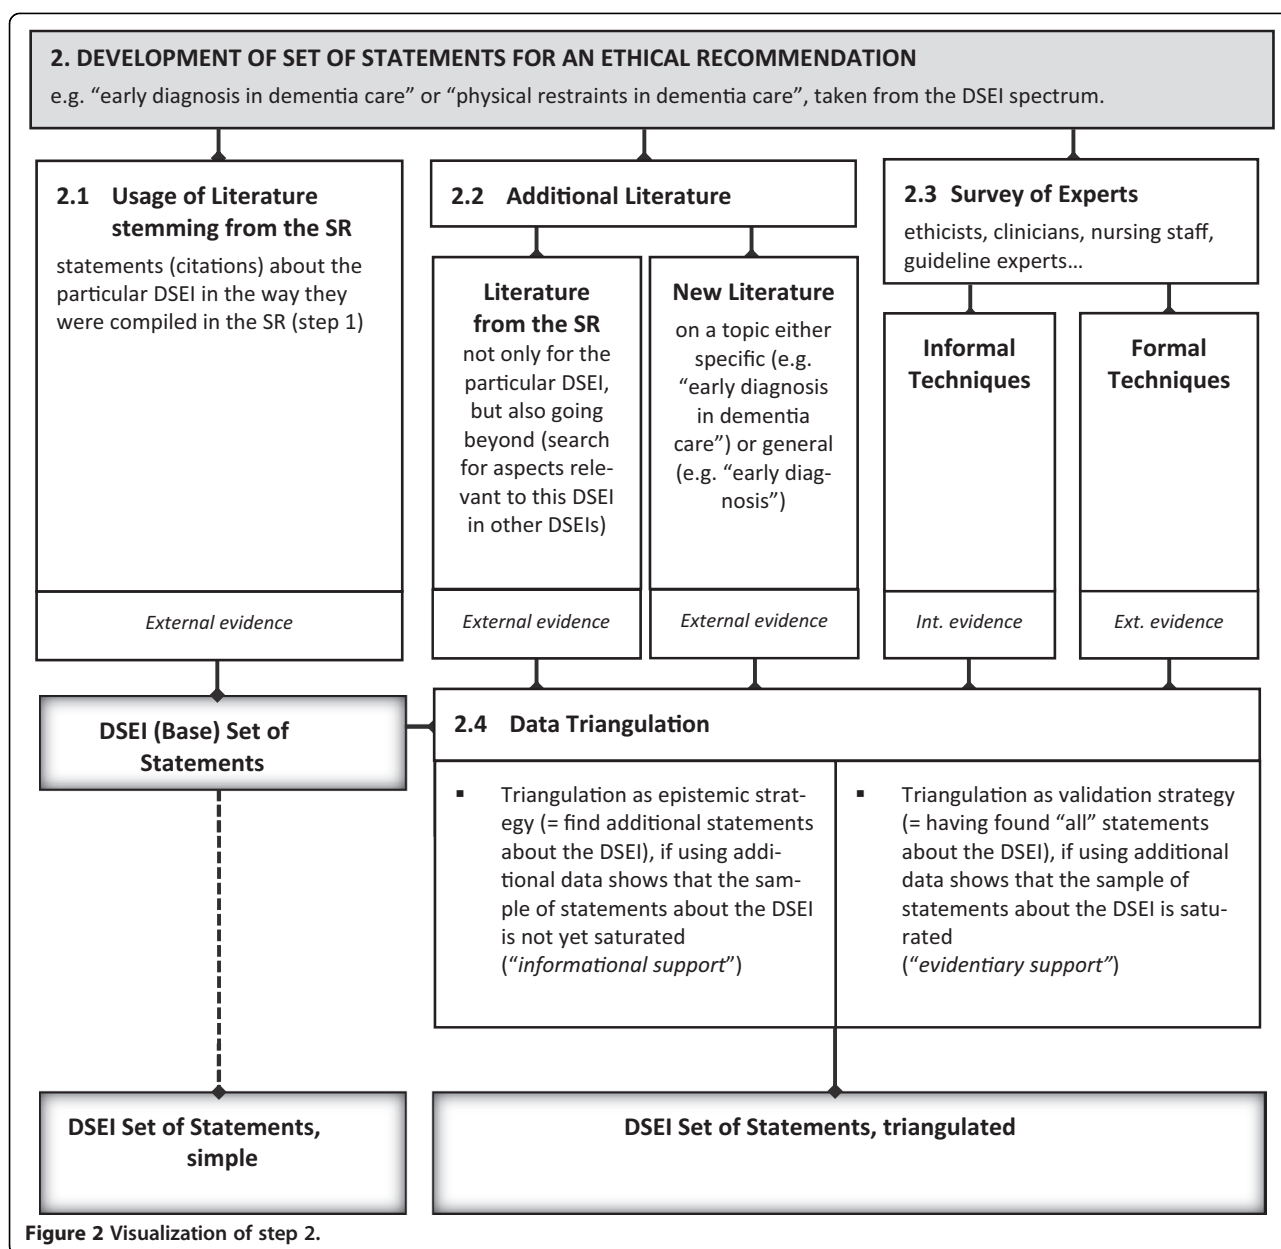 2. DEVELOPMENT OF SET OF STATEMENTS FOR AN ETHICAL RECOMMENDATION
e.g. “early diagnosis in dementia care” or “physical restraints in dementia care”, taken from the DSEI spectrum.
2.1 Usage of Literature
stemming from the SR
statements (citations) about the
particular DSEI in the way they
were compiled in the SR (step 1)
External evidence
2.2 Additional Literature
Literature
from the SR
not only for the
particular DSEI,
but also going
beyond (search
for aspects rele-
vant to this DSEI
in other DSEIs)
External evidence
New Literature
on a topic either
specific (e.g.
“early diagnosis
in dementia
care”) or general
(e.g. “early diag-
nosis”)
External evidence
2.3 Survey of Experts
ethicists, clinicians, nursing staff,
guideline experts…
Informal
Techniques
Int. evidence
Formal
Techniques
Ext. evidence
DSEI (Base) Set of
Statements
2.4 Data Triangulation
▪ Triangulation as epistemic strat-
egy (= find additional statements
about the DSEI), if using addi-
tional data shows that the sam-
ple of statements about the DSEI
is not yet saturated
(“informational support”)
▪ Triangulation as validation strategy
(= having found “all” statements
about the DSEI), if using additional
data shows that the sample of
statements about the DSEI is satu-
rated
(“evidentiary support”)
DSEI Set of Statements,
simple
DSEI Set of Statements, triangulated
Figure 2 Visualization of step 2.